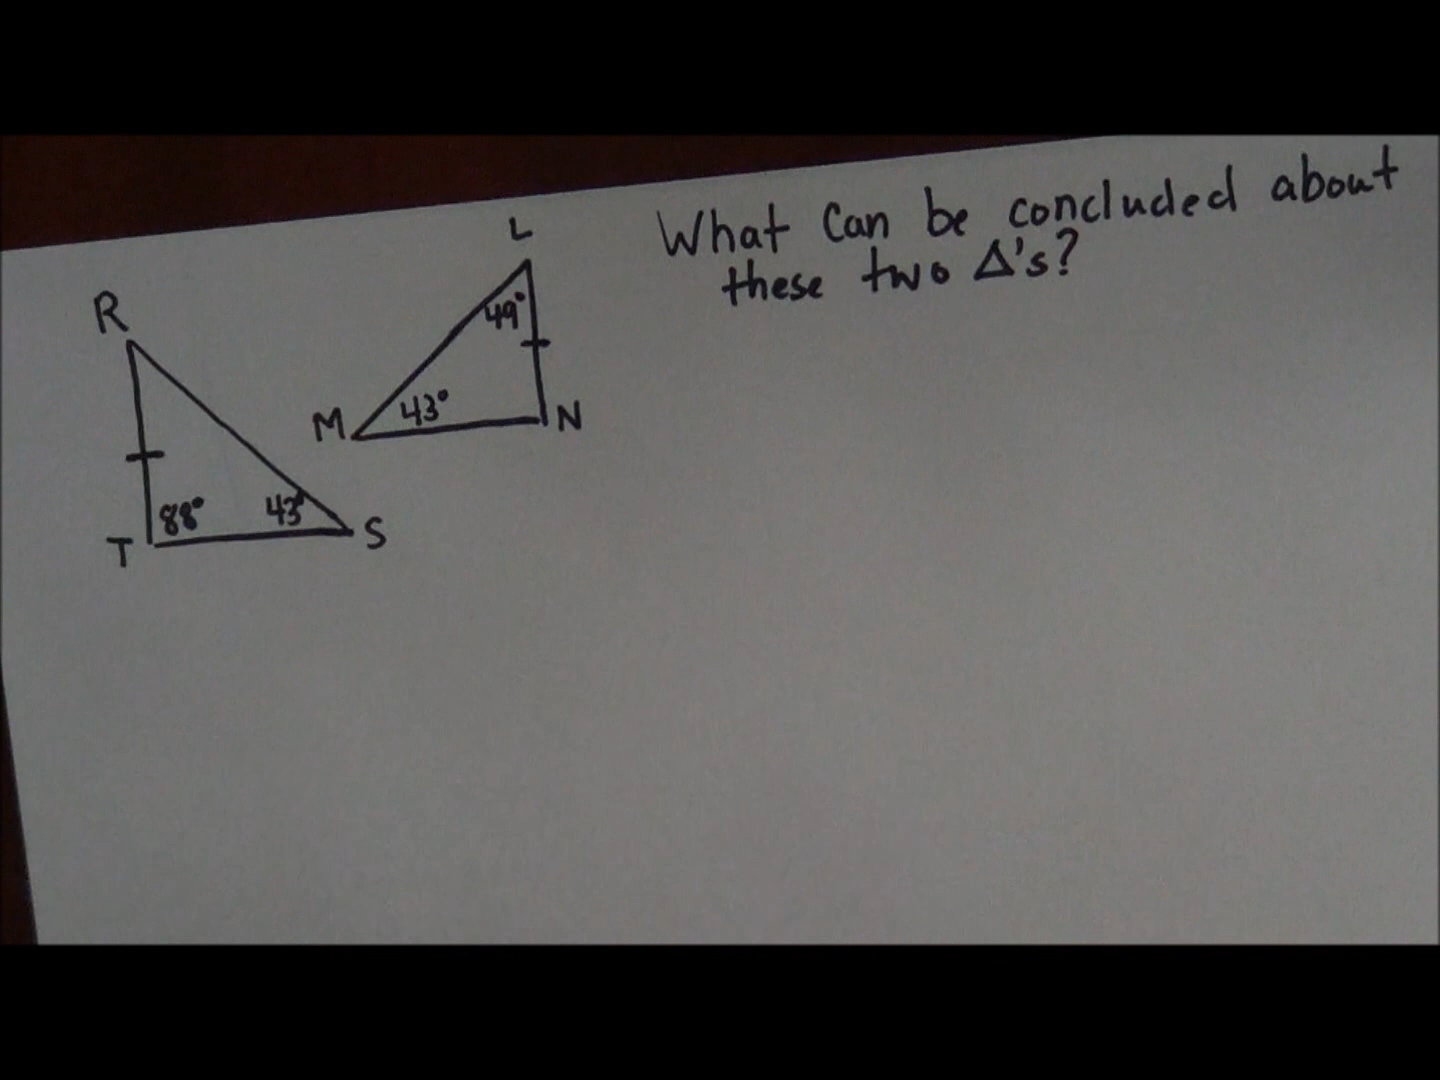 What can be concluded about
these two Δ's?
L
R
49°
M
43°
N
88°
43°
T
S